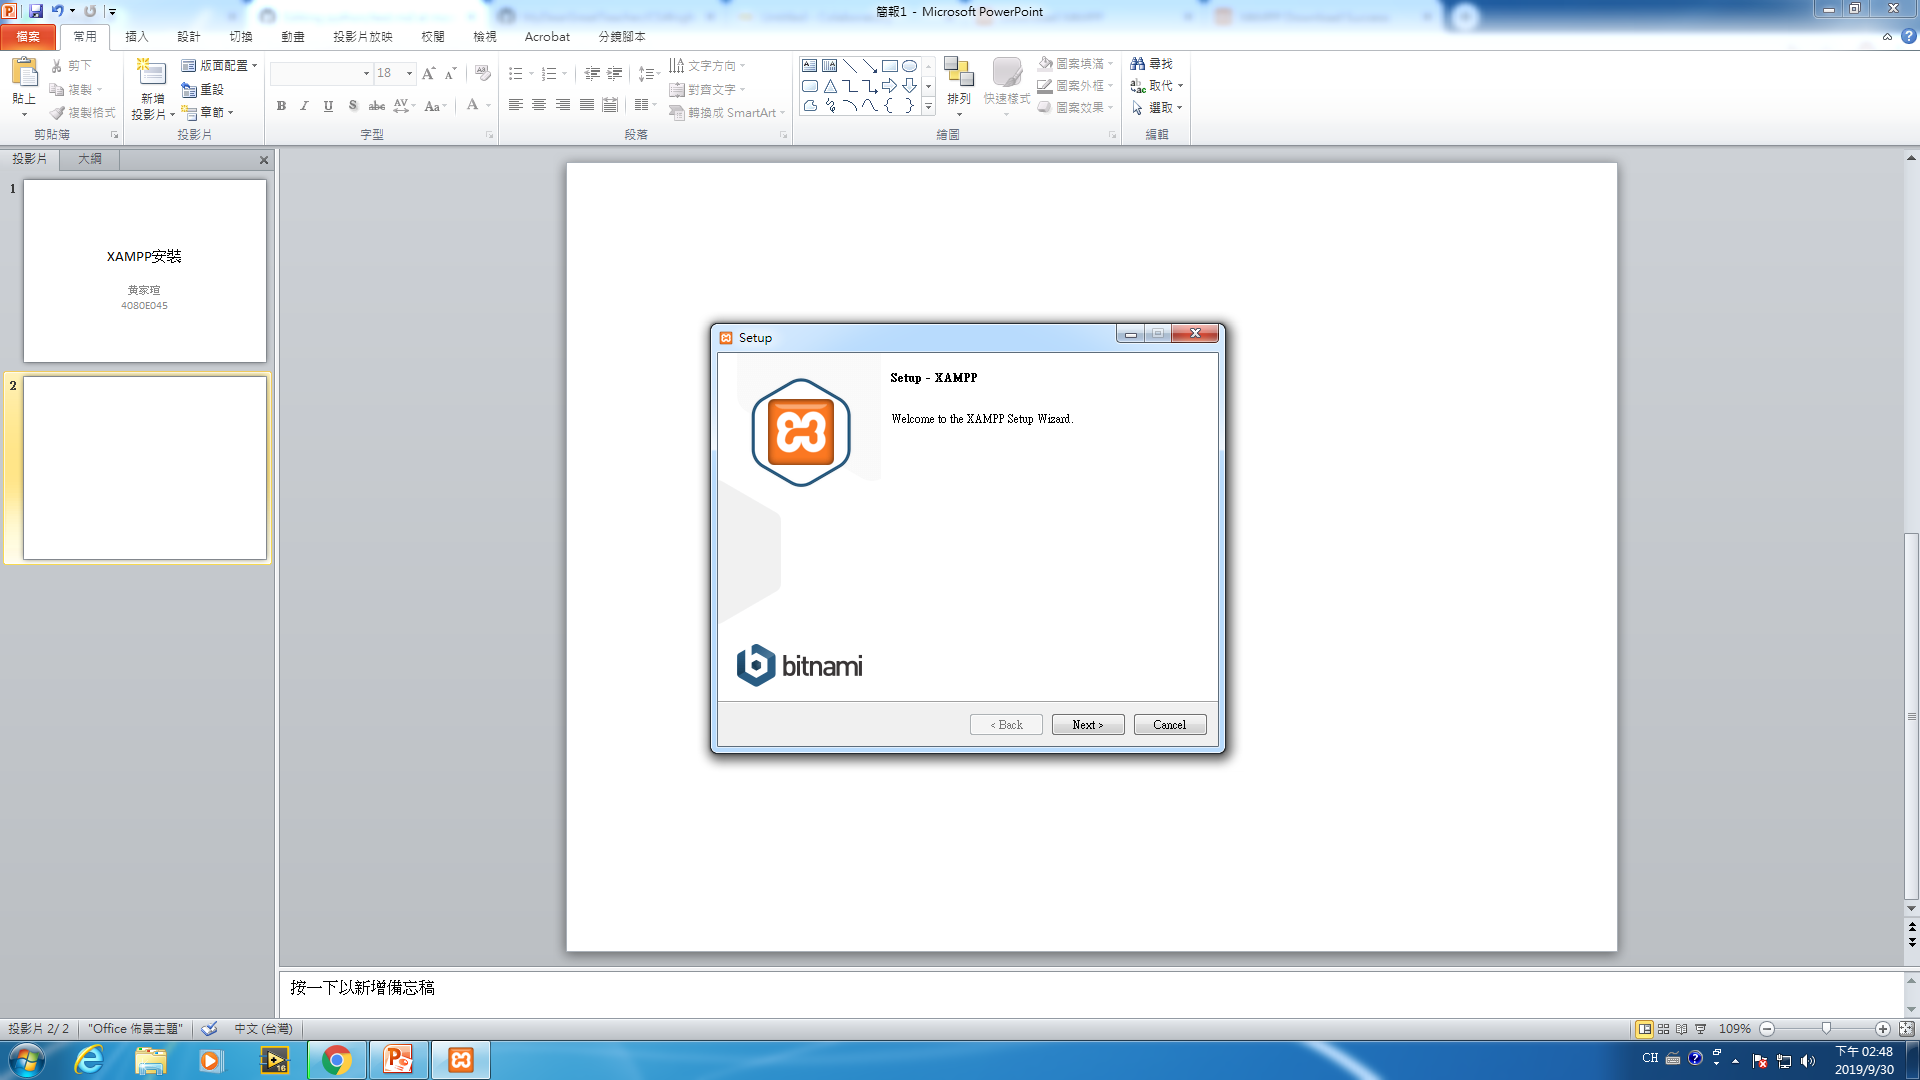 簡報1 - Microsoft PowerPoint
檔案 常用 插入 設計 切換 動畫 投影片放映 校閱 檢視 Acrobat 分鏡腳本
貼上
剪下
複製
複製格式
剪貼簿
新增
投影片
版面配置
重設
章節
投影片
18
B I U S abc AV Aa A
字型
文字方向
對齊文字
轉換成 SmartArt
段落
排列
快速樣式
圖案填滿
圖案外框
圖案效果
繪圖
尋找
取代
選取
編輯
投影片 大綱
1
XAMPP安裝
黄家瑄
4080E045
2
Setup
Setup - XAMPP
Welcome to the XAMPP Setup Wizard.
bitnami
< Back Next > Cancel
按一下以新增備忘稿
投影片 2/ 2 "Office 佈景主題" 中文 (台灣) 109%
CH
下午 02:48
2019/9/30